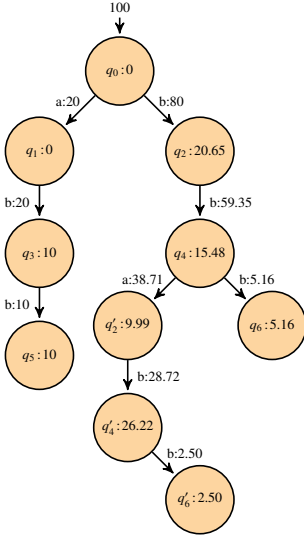 100
q₀:0
a:20 b:80
q₁:0 q₂:20.65
b:20 b:59.35
q₃:10 q₄:15.48
b:10 a:38.71 b:5.16
q₅:10 q′₂:9.99 q₆:5.16
b:28.72
q′₄:26.22
b:2.50
q′₆:2.50